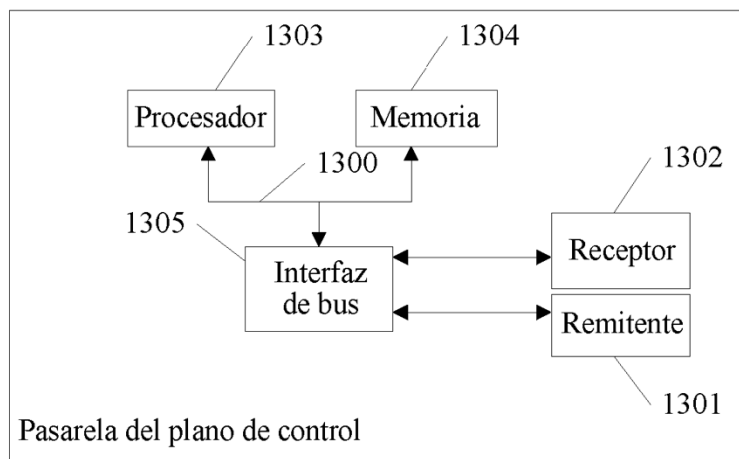 1303
1304
Procesador
Memoria
1300
1302
1305
Receptor
Interfaz
de bus
Remitente
1301
Pasarela del plano de control